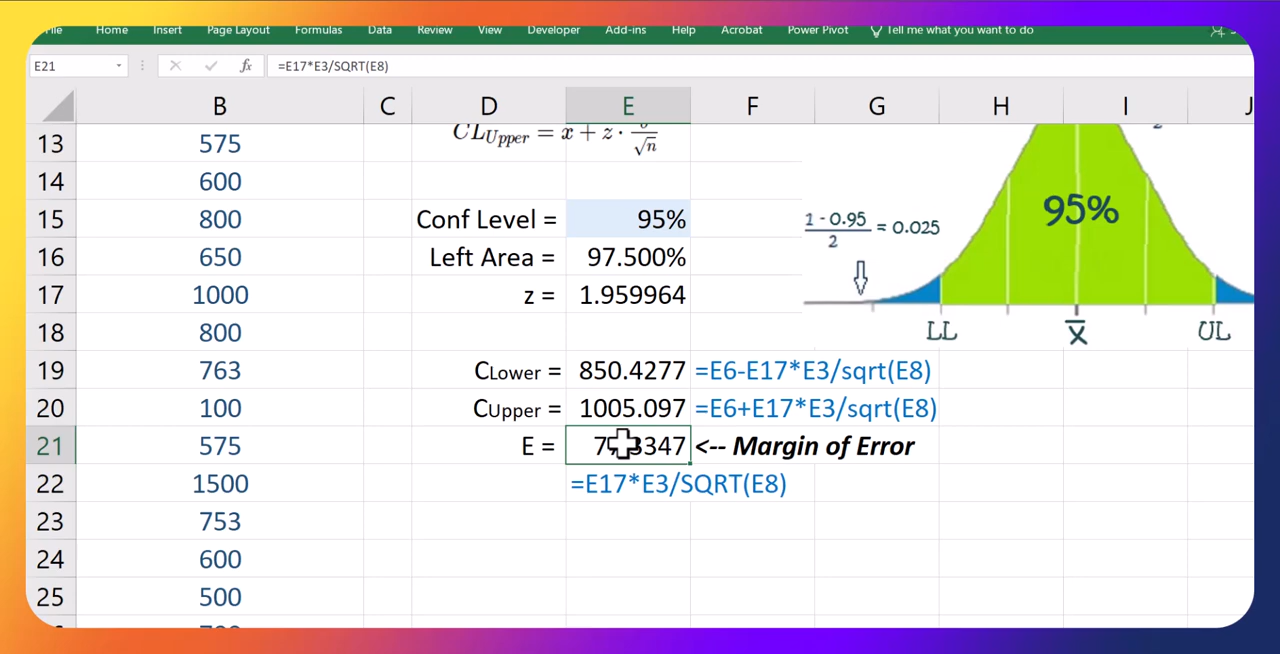 File Home Insert Page Layout Formulas Data Review View Developer Add-ins Help Acrobat Power Pivot Tell me what you want to do
E21 fx =E17*E3/SQRT(E8)
B C D E F G H I J
13 575 CL Upper = x + z · σ/√n
14 600
15 800 Conf Level = 95%
95%
1 - 0.95 / 2 = 0.025
16 650 Left Area = 97.500%
17 1000 z = 1.959964
18 800 LL X̄ UL
19 763 CLower = 850.4277 =E6-E17*E3/sqrt(E8)
20 100 CUpper = 1005.097 =E6+E17*E3/sqrt(E8)
21 575 E = <-- Margin of Error
22 1500 =E17*E3/SQRT(E8)
23 753
24 600
25 500